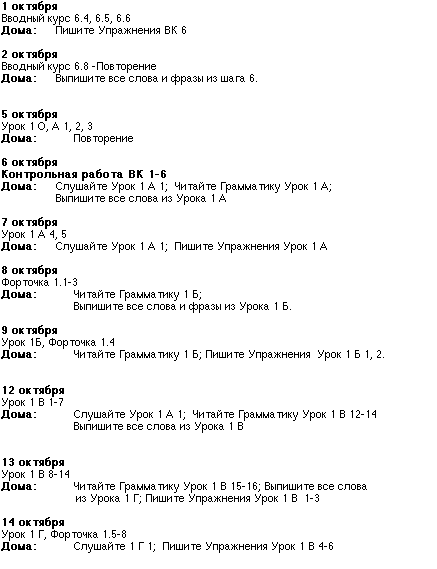 1 октября
Вводный курс 6.4, 6.5, 6.6
Дома: Пишите Упражнения ВК 6
2 октября
Вводный курс 6.8 -Повторение
Дома: Выпишите все слова и фразы из шага 6.
5 октября
Урок 1 О, А 1, 2, 3
Дома: Повторение
6 октября
Контрольная работа ВК 1-6
Дома: Слушайте Урок 1 А 1; Читайте Грамматику Урок 1 А;
Выпишите все слова из Урока 1 А
7 октября
Урок 1 А 4, 5
Дома: Слушайте Урок 1 А 1; Пишите Упражнения Урок 1 А
8 октября
Форточка 1.1-3
Дома: Читайте Грамматику 1 Б;
Выпишите все слова и фразы из Урока 1 Б.
9 октября
Урок 1Б, Форточка 1.4
Дома: Читайте Грамматику 1 Б; Пишите Упражнения Урок 1 Б 1, 2.
12 октября
Урок 1 В 1-7
Дома: Слушайте Урок 1 А 1; Читайте Грамматику Урок 1 В 12-14
Выпишите все слова из Урока 1 В
13 октября
Урок 1 В 8-14
Дома: Читайте Грамматику Урок 1 В 15-16; Выпишите все слова
из Урока 1 Г; Пишите Упражнения Урок 1 В 1-3
14 октября
Урок 1 Г, Форточка 1.5-8
Дома: Слушайте 1 Г 1; Пишите Упражнения Урок 1 В 4-6